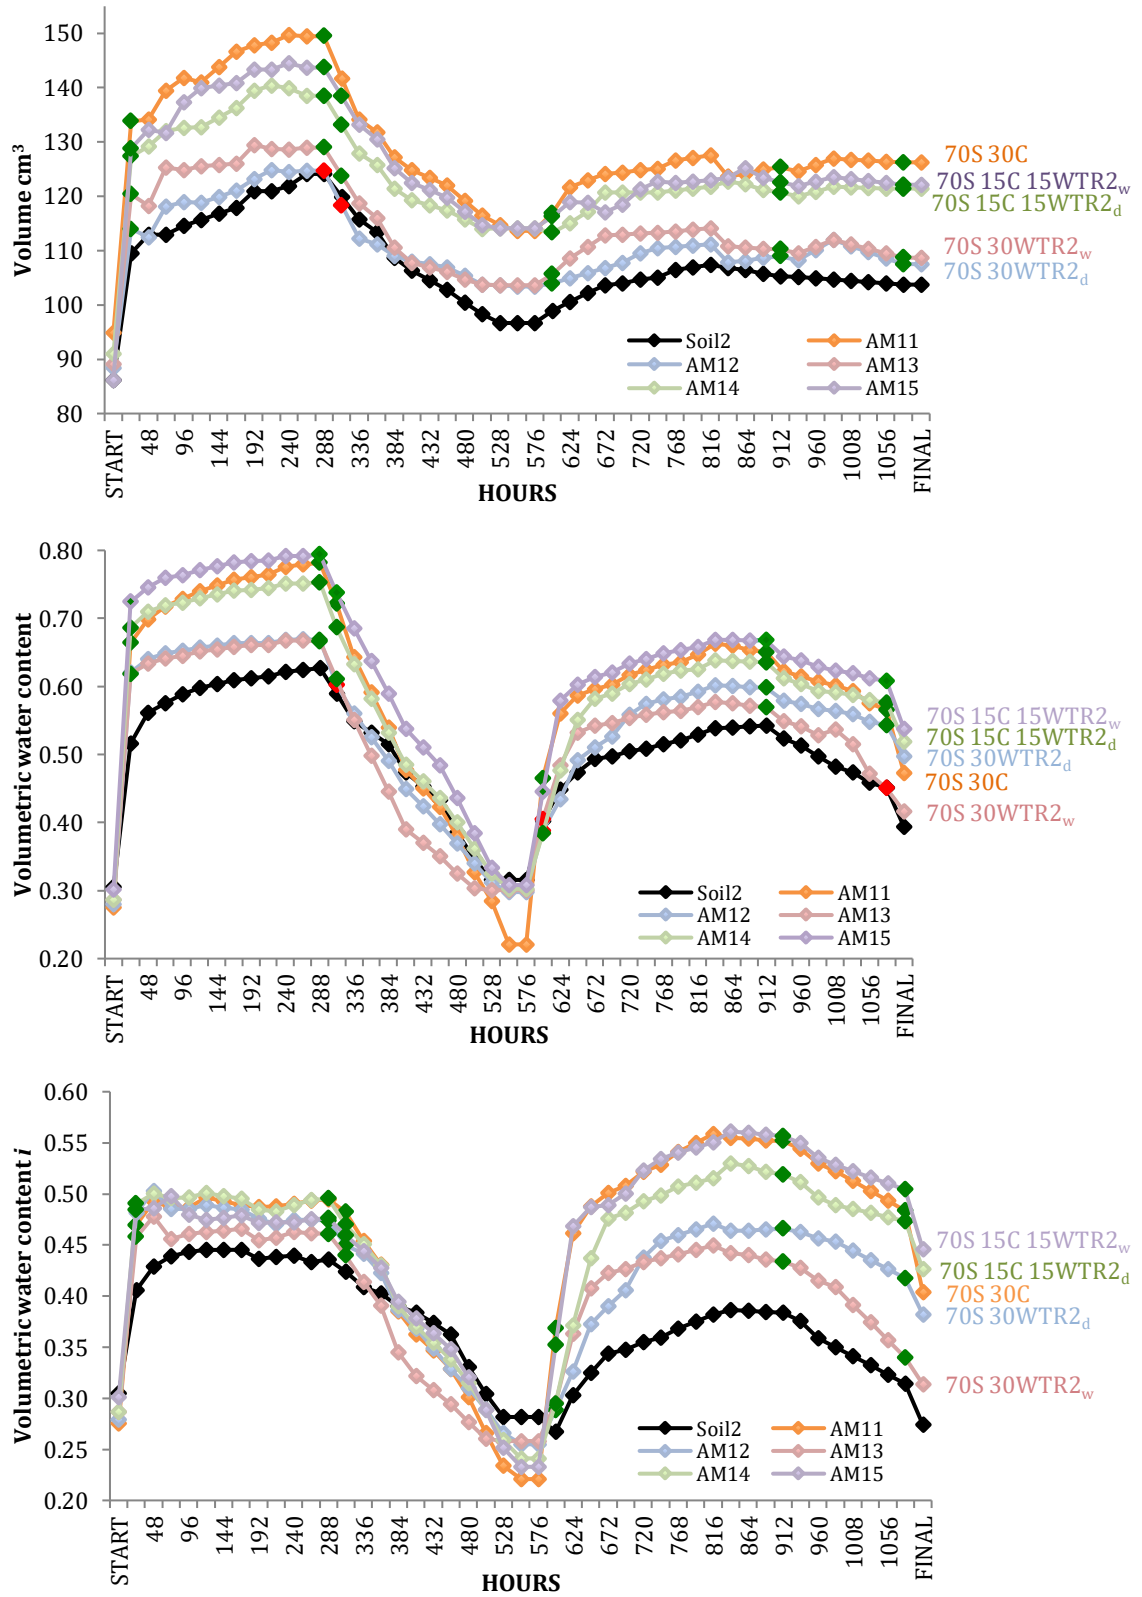 Volume cm³
150
140
130
120
110
100
90
80
70S 30C
70S 15C 15WTR2w
70S 15C 15WTR2d
70S 30WTR2w
70S 30WTR2d
Soil2 AM11
AM12 AM13
AM14 AM15
START 48 96 144 192 240 288 336 384 432 480 528 576 624 672 720 768 816 864 912 960 1008 1056 FINAL
HOURS
Volumetric water content
0.80
0.70
0.60
0.50
0.40
0.30
0.20
70S 15C 15WTR2w
70S 15C 15WTR2d
70S 30WTR2d
70S 30C
70S 30WTR2w
Soil2 AM11
AM12 AM13
AM14 AM15
START 48 96 144 192 240 288 336 384 432 480 528 576 624 672 720 768 816 864 912 960 1008 1056 FINAL
HOURS
Volumetric water content i
0.60
0.55
0.50
0.45
0.40
0.35
0.30
0.25
0.20
70S 15C 15WTR2w
70S 15C 15WTR2d
70S 30C
70S 30WTR2d
70S 30WTR2w
Soil2 AM11
AM12 AM13
AM14 AM15
START 48 96 144 192 240 288 336 384 432 480 528 576 624 672 720 768 816 864 912 960 1008 1056 FINAL
HOURS